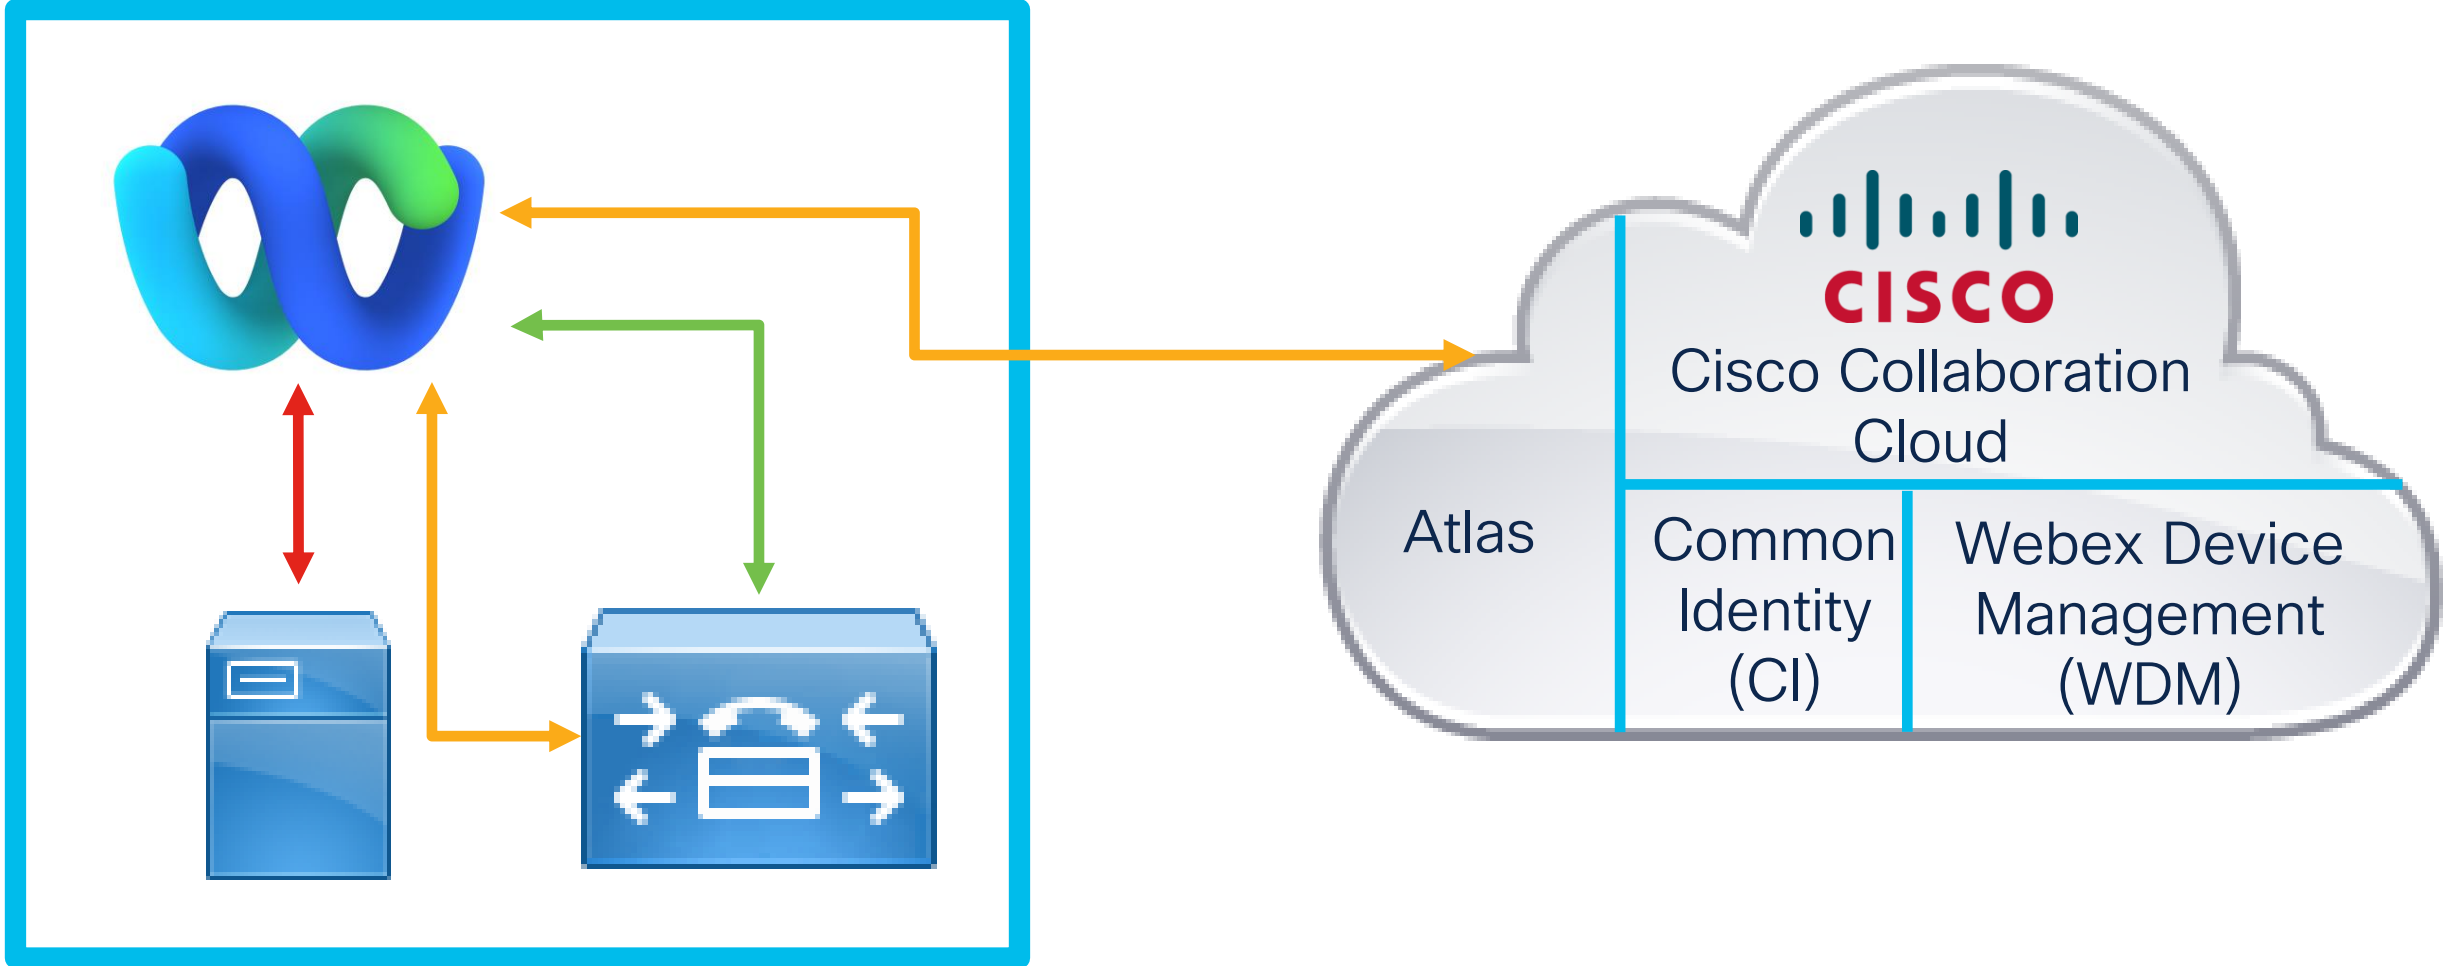 CISCO
Cisco Collaboration
Cloud
Atlas
Common
Identity
(CI)
Webex Device
Management
(WDM)